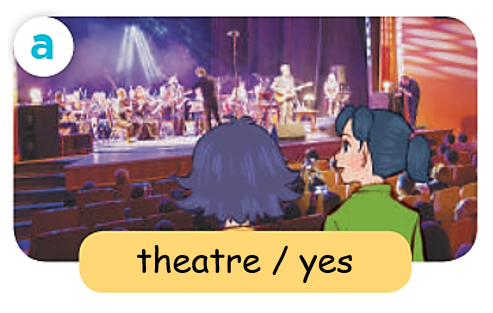 a
theatre / yes